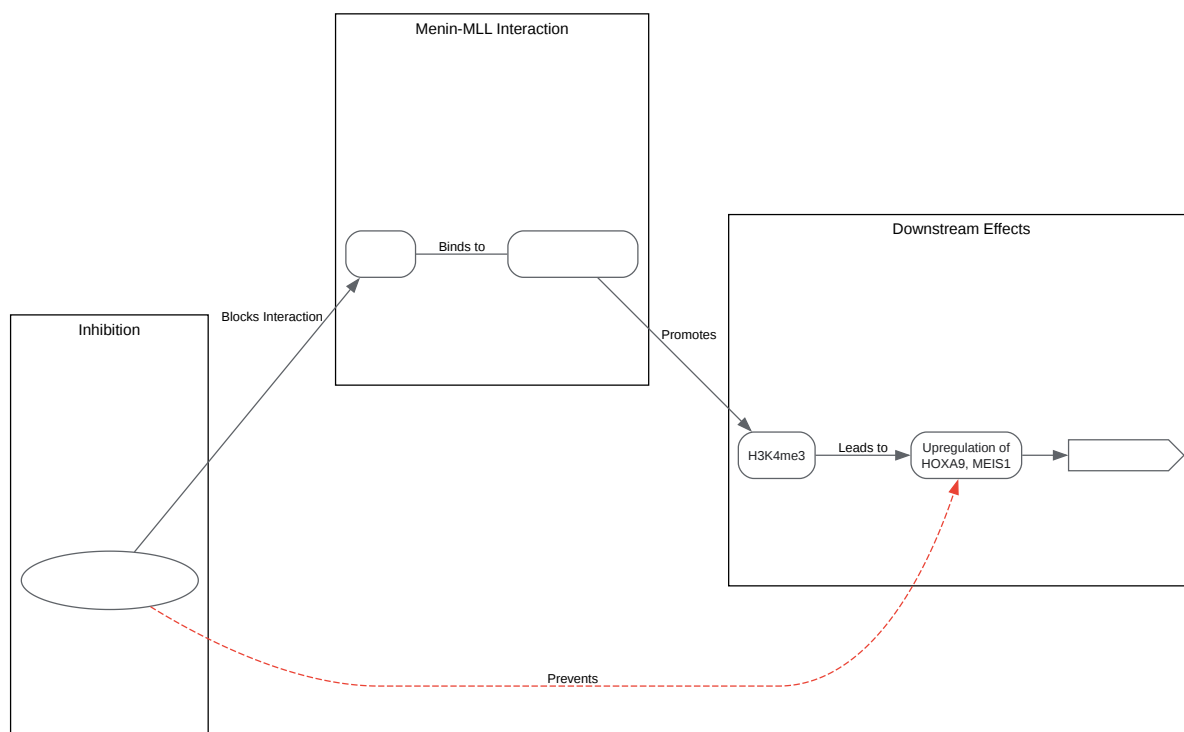 Menin-MLL Interaction
Binds to
Downstream Effects
Blocks Interaction
Inhibition
Promotes
H3K4me3
Leads to
Upregulation of
HOXA9, MEIS1
Prevents